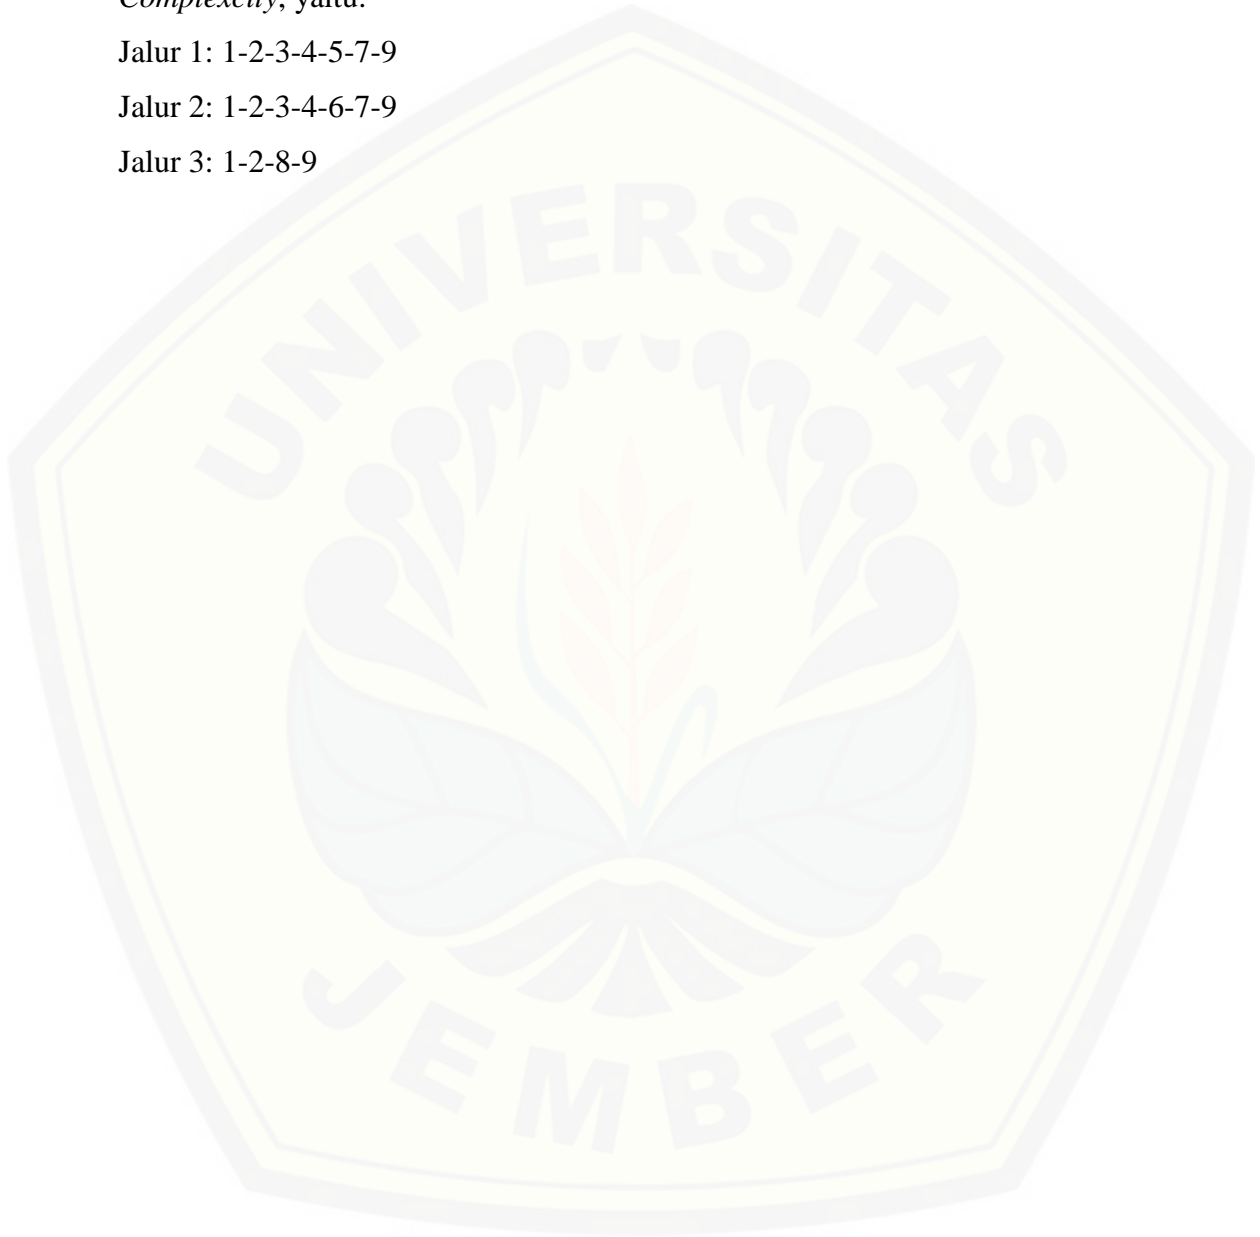 Complexcity, yaitu:
Jalur 1: 1-2-3-4-5-7-9
Jalur 2: 1-2-3-4-6-7-9
Jalur 3: 1-2-8-9
UNIVERSITAS
JEMBER